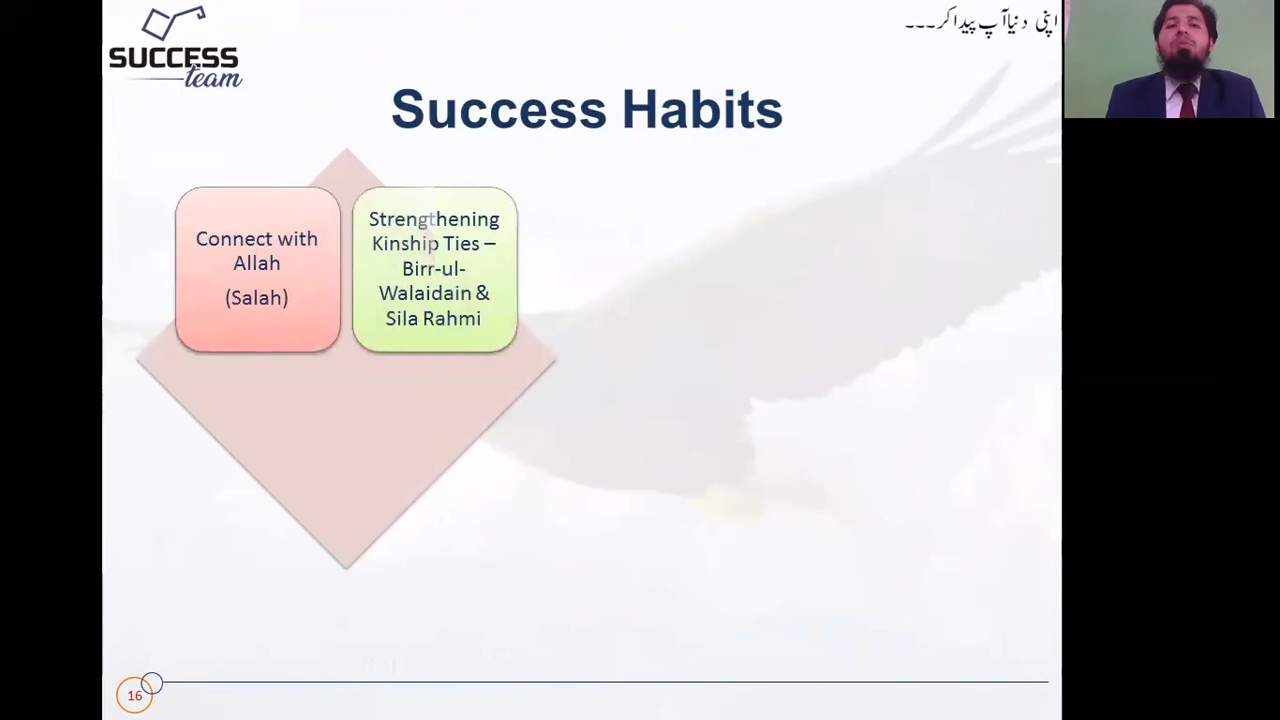 SUCCESS
team
اپنی دنیا آپ پیدا کر۔۔۔
Success Habits
Connect with
Allah
(Salah)
Strengthening
Kinship Ties –
Birr-ul-
Walaidain &
Sila Rahmi
16